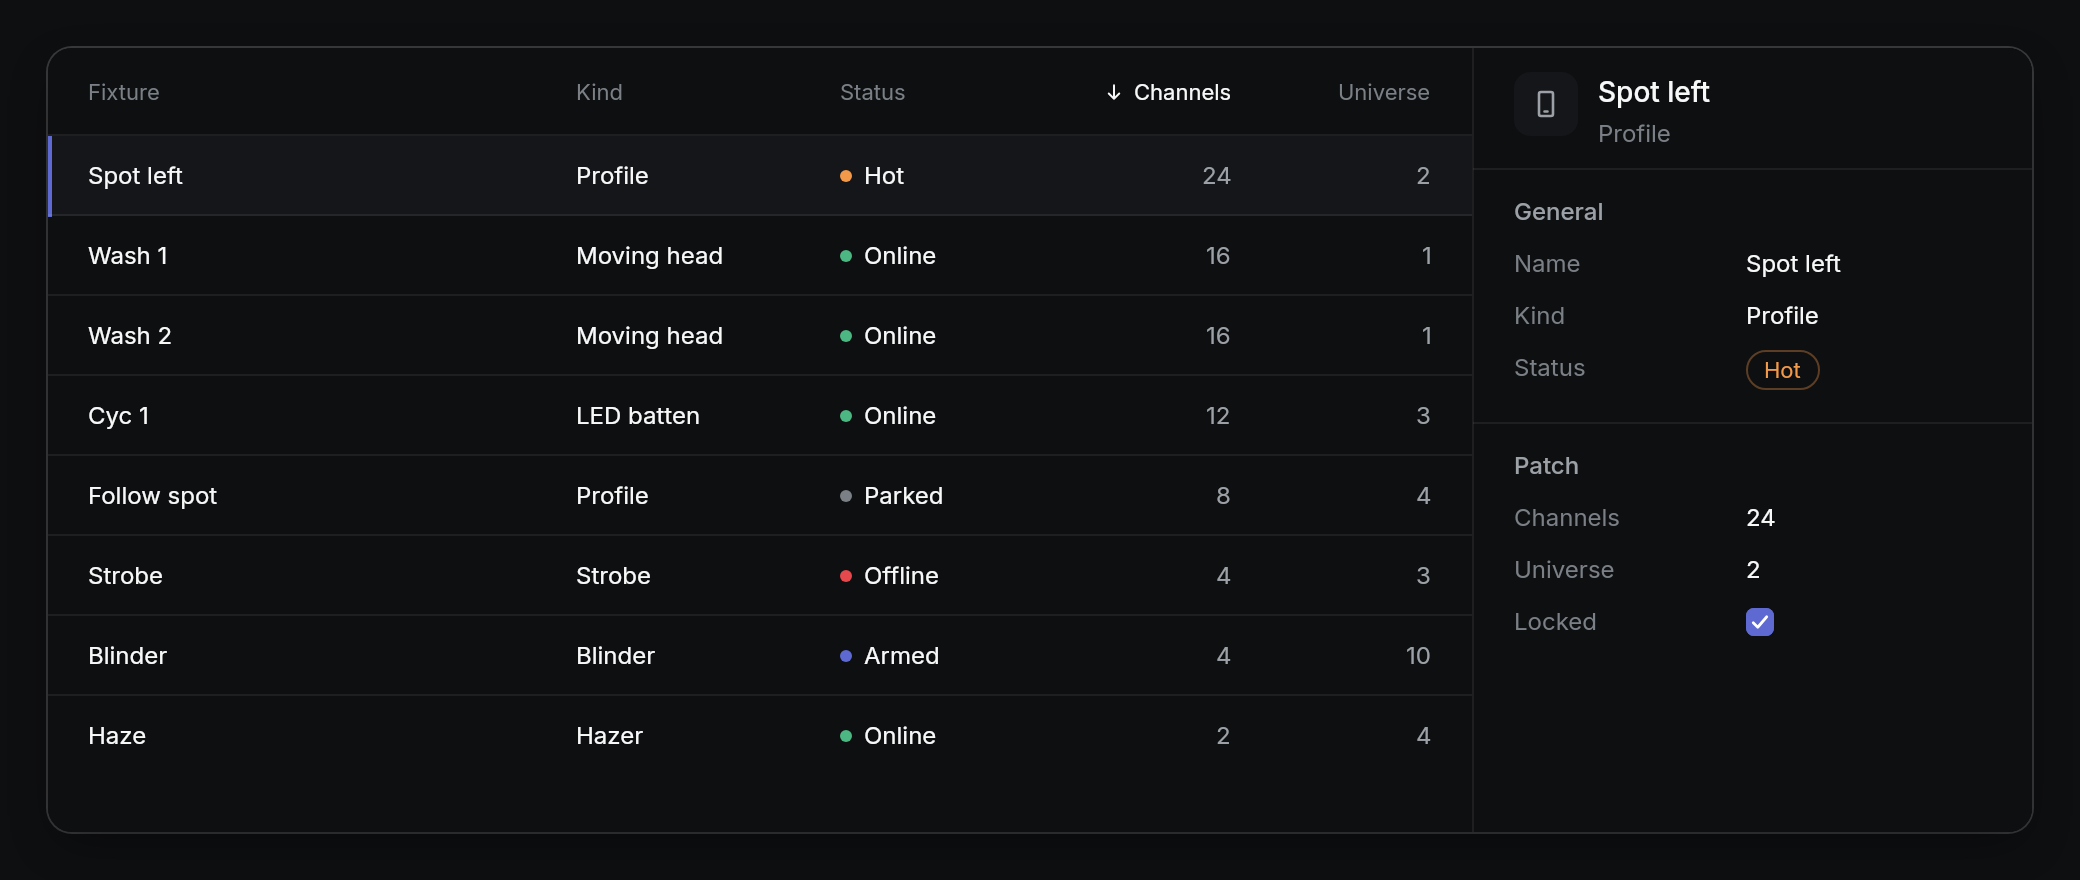 Fixture Kind Status ↓ Channels Universe
Spot left Profile Hot 24 2
Wash 1 Moving head Online 16 1
Wash 2 Moving head Online 16 1
Cyc 1 LED batten Online 12 3
Follow spot Profile Parked 8 4
Strobe Strobe Offline 4 3
Blinder Blinder Armed 4 10
Haze Hazer Online 2 4
Spot left
Profile
General
Name Spot left
Kind Profile
Status Hot
Patch
Channels 24
Universe 2
Locked